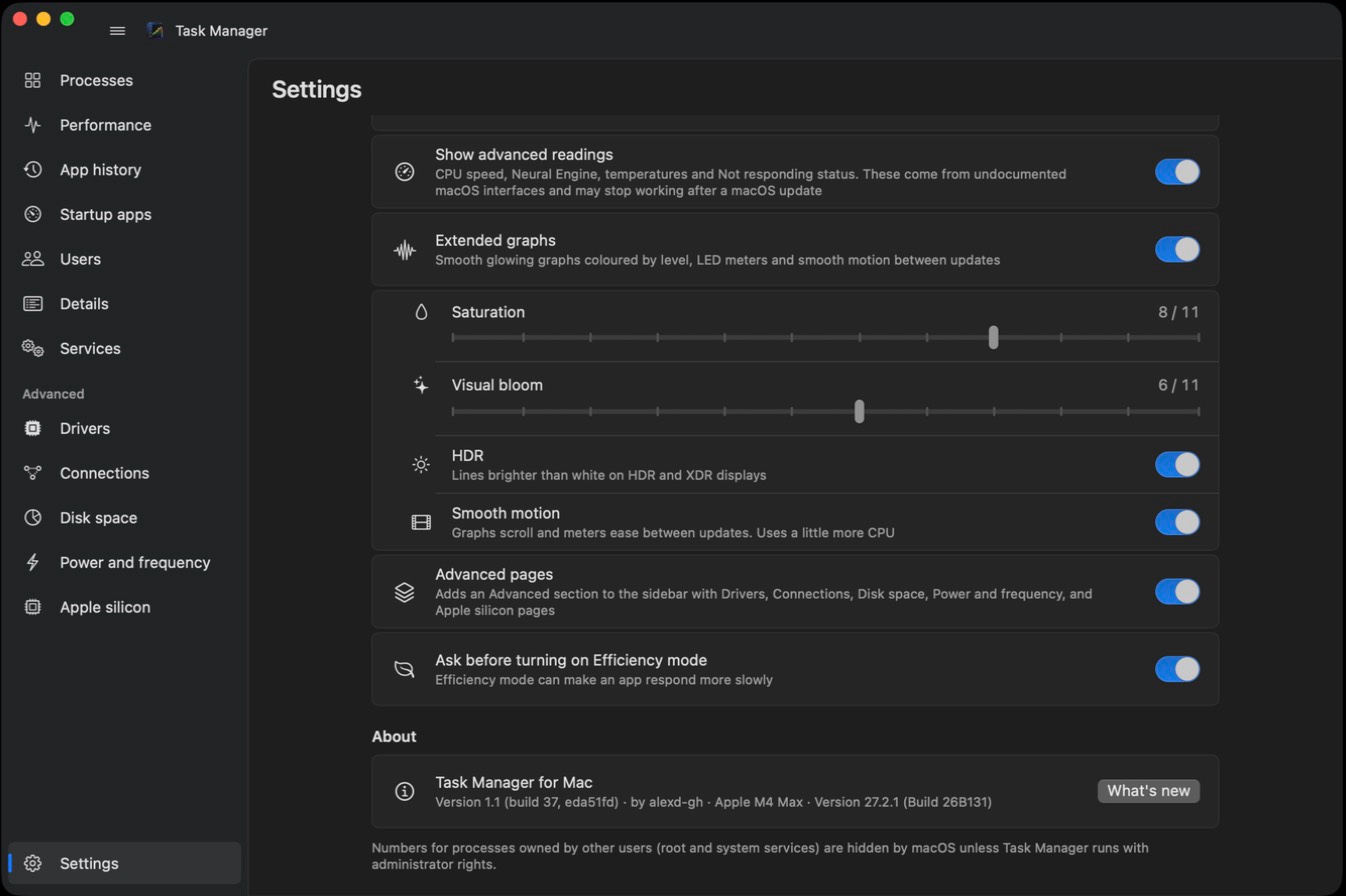 Task Manager
Processes
Performance
App history
Startup apps
Users
Details
Services
Advanced
Drivers
Connections
Disk space
Power and frequency
Apple silicon
Settings
Settings
Show advanced readings
CPU speed, Neural Engine, temperatures and Not responding status. These come from undocumented
macOS interfaces and may stop working after a macOS update
Extended graphs
Smooth glowing graphs coloured by level, LED meters and smooth motion between updates
Saturation
8 / 11
Visual bloom
6 / 11
HDR
Lines brighter than white on HDR and XDR displays
Smooth motion
Graphs scroll and meters ease between updates. Uses a little more CPU
Advanced pages
Adds an Advanced section to the sidebar with Drivers, Connections, Disk space, Power and frequency, and
Apple silicon pages
Ask before turning on Efficiency mode
Efficiency mode can make an app respond more slowly
About
Task Manager for Mac
Version 1.1 (build 37, eda51fd) · by alexd-gh · Apple M4 Max · Version 27.2.1 (Build 26B131)
What's new
Numbers for processes owned by other users (root and system services) are hidden by macOS unless Task Manager runs with
administrator rights.